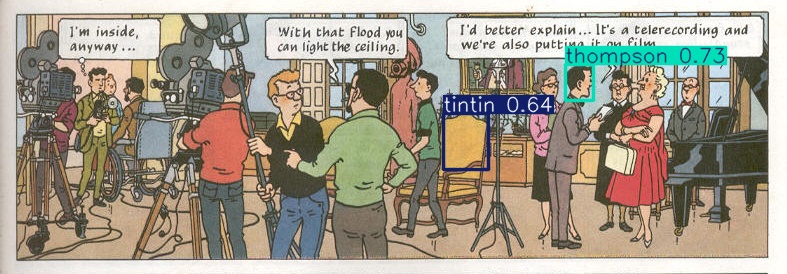 I'm inside,
anyway...
With that flood you
can light the ceiling.
I'd better explain... It's a telerecording and
we're also putting it on film
thompson 0.73
tintin 0.64